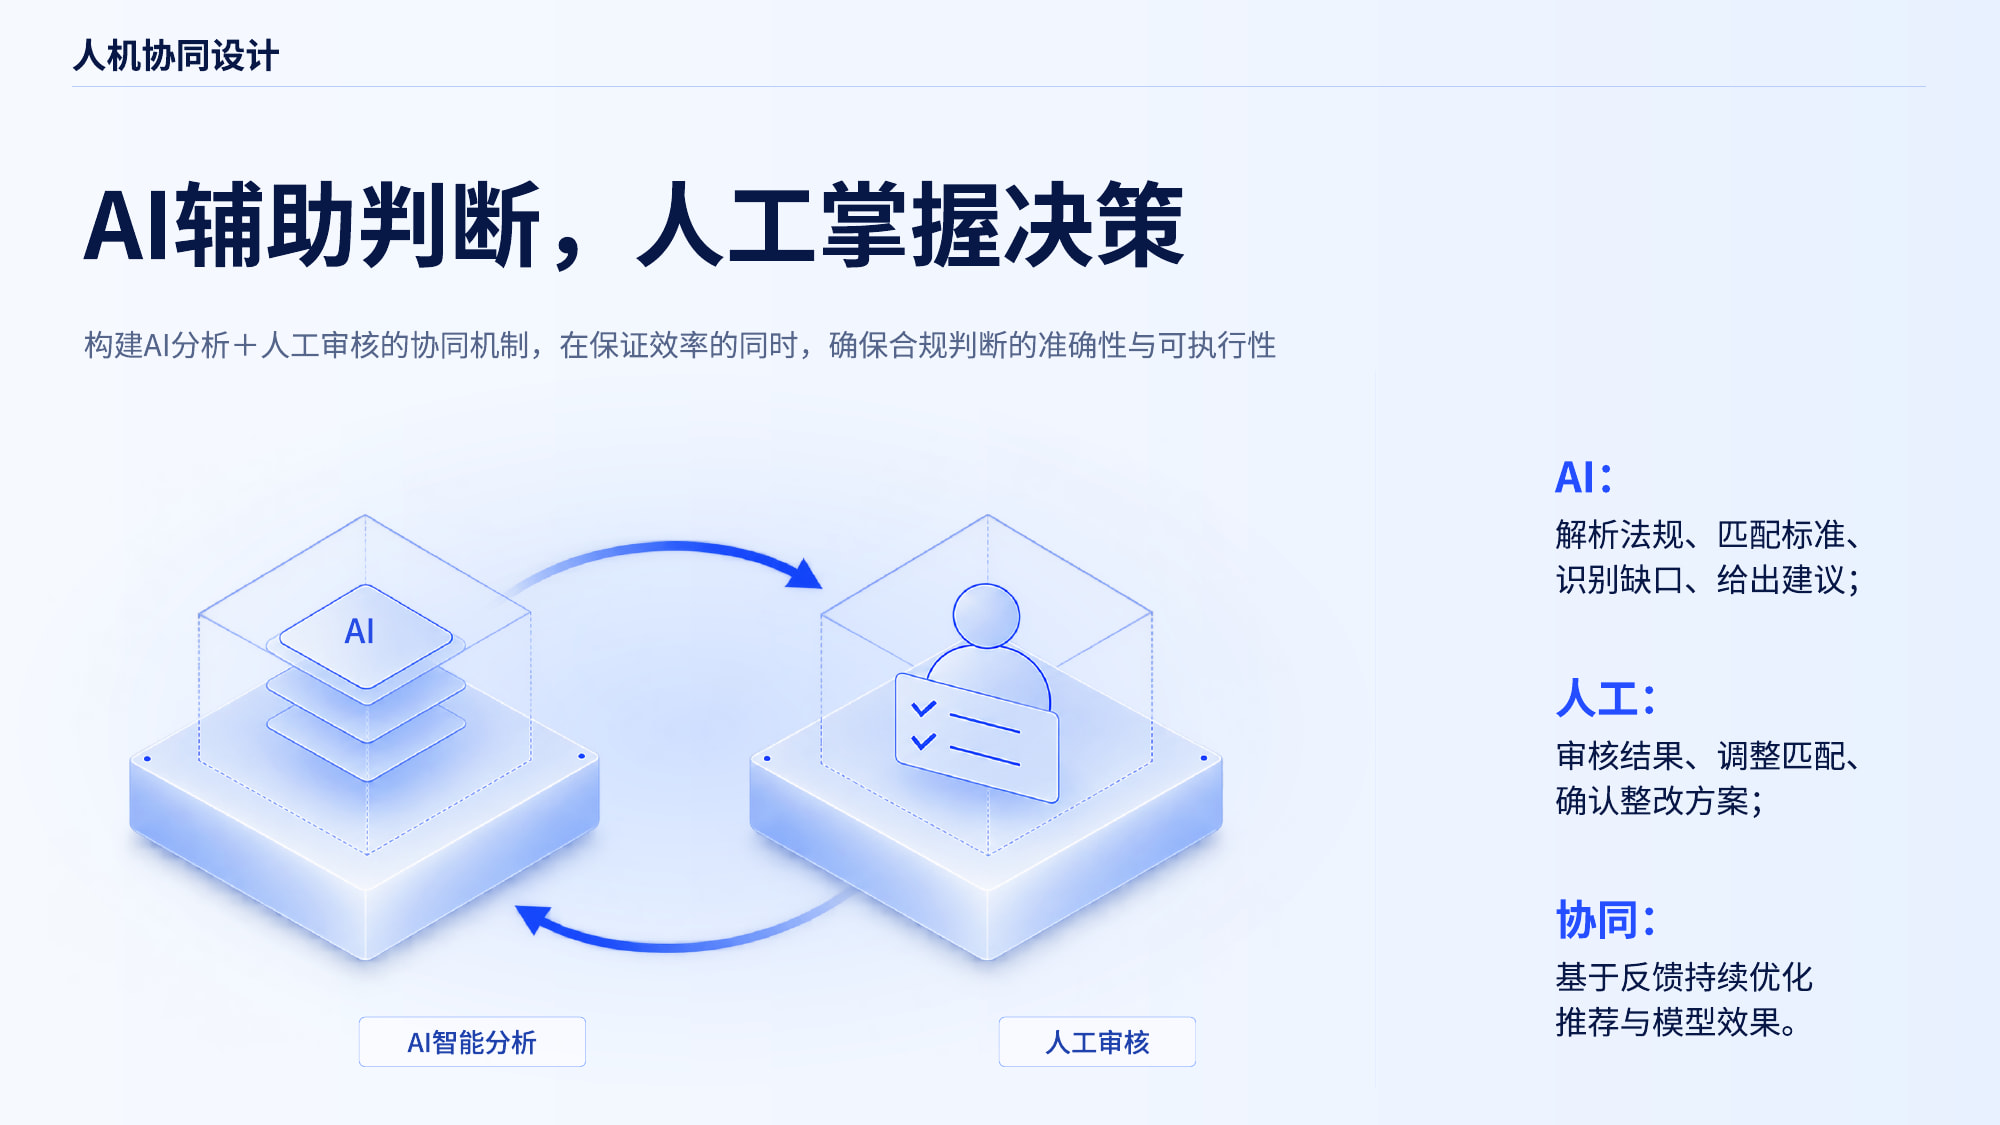 人机协同设计
AI辅助判断，人工掌握决策
构建AI分析＋人工审核的协同机制，在保证效率的同时，确保合规判断的准确性与可执行性
AI
AI智能分析
人工审核
AI：
解析法规、匹配标准、
识别缺口、给出建议；
人工：
审核结果、调整匹配、
确认整改方案；
协同：
基于反馈持续优化
推荐与模型效果。